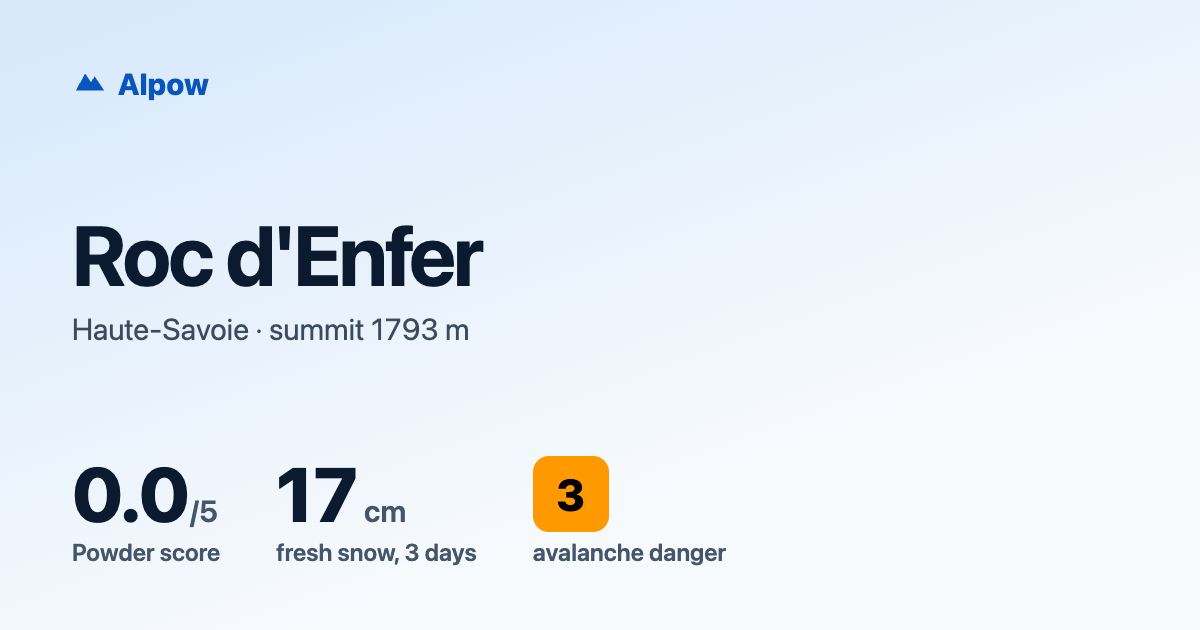 Alpow
Roc d'Enfer
Haute-Savoie · summit 1793 m
0.0/5
Powder score
17 cm
fresh snow, 3 days
3
avalanche danger